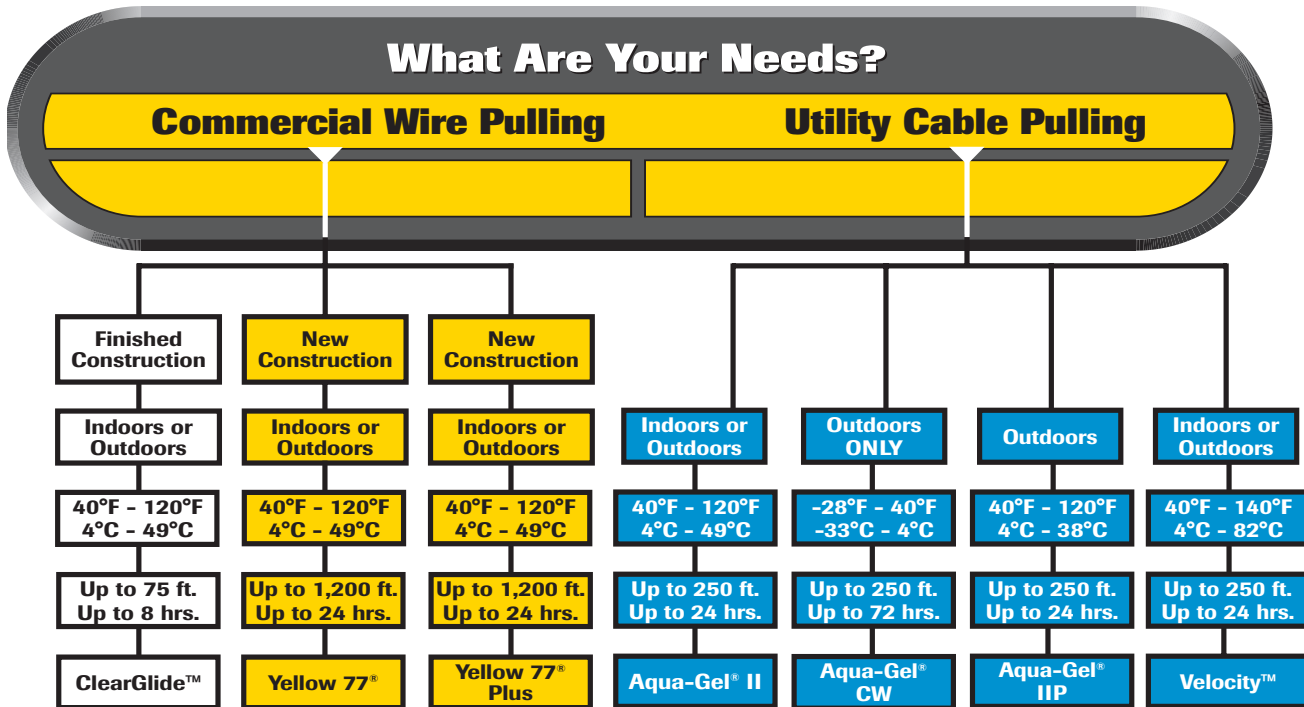 What Are Your Needs?
Commercial Wire Pulling
Utility Cable Pulling
Finished
Construction
Indoors or
Outdoors
40°F - 120°F
4°C - 49°C
Up to 75 ft.
Up to 8 hrs.
ClearGlide™
New
Construction
Indoors or
Outdoors
40°F - 120°F
4°C - 49°C
Up to 1,200 ft.
Up to 24 hrs.
Yellow 77®
New
Construction
Indoors or
Outdoors
40°F - 120°F
4°C - 49°C
Up to 1,200 ft.
Up to 24 hrs.
Yellow 77®
Plus
Indoors or
Outdoors
40°F - 120°F
4°C - 49°C
Up to 250 ft.
Up to 24 hrs.
Aqua-Gel® II
Outdoors
ONLY
-28°F - 40°F
-33°C - 4°C
Up to 250 ft.
Up to 72 hrs.
Aqua-Gel®
CW
Outdoors
40°F - 120°F
4°C - 38°C
Up to 250 ft.
Up to 24 hrs.
Aqua-Gel®
IIP
Indoors or
Outdoors
40°F - 140°F
4°C - 82°C
Up to 250 ft.
Up to 24 hrs.
Velocity™